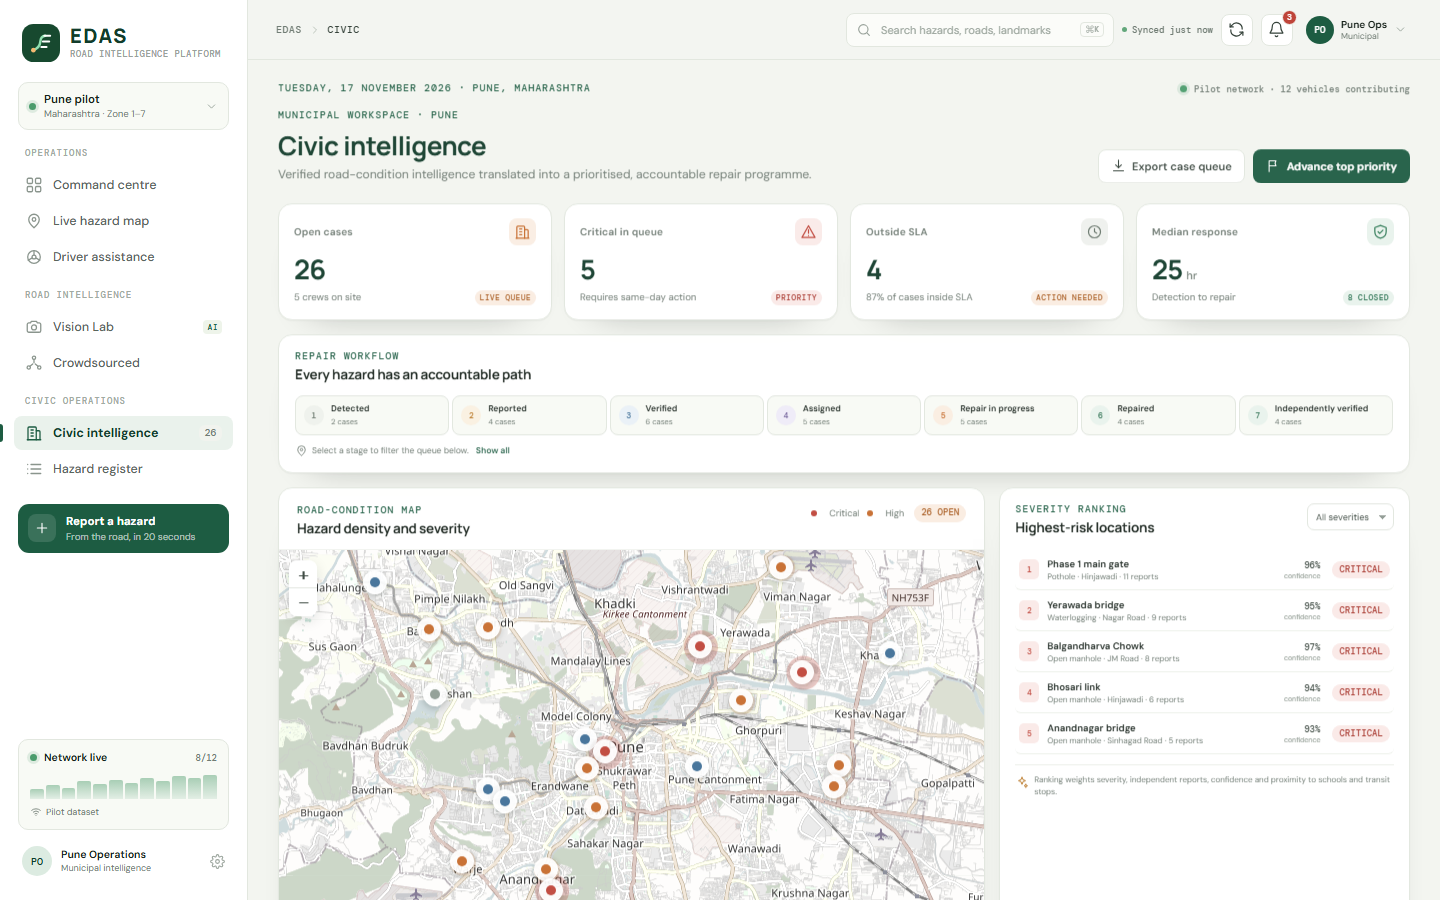 EDAS
ROAD INTELLIGENCE PLATFORM
Pune pilot
Maharashtra · Zone 1–7
OPERATIONS
Command centre
Live hazard map
Driver assistance
ROAD INTELLIGENCE
Vision Lab
AI
Crowdsourced
CIVIC OPERATIONS
Civic intelligence
26
Hazard register
Report a hazard
From the road, in 20 seconds
Network live
8/12
Pilot dataset
PO
Pune Operations
Municipal intelligence
EDAS
CIVIC
Search hazards, roads, landmarks
⌘K
Synced just now
3
PO
Pune Ops
Municipal
TUESDAY, 17 NOVEMBER 2026 · PUNE, MAHARASHTRA
Pilot network · 12 vehicles contributing
MUNICIPAL WORKSPACE · PUNE
Civic intelligence
Verified road-condition intelligence translated into a prioritised, accountable repair programme.
Export case queue
Advance top priority
Open cases
26
5 crews on site
LIVE QUEUE
Critical in queue
5
Requires same-day action
PRIORITY
Outside SLA
4
87% of cases inside SLA
ACTION NEEDED
Median response
25 hr
Detection to repair
8 CLOSED
REPAIR WORKFLOW
Every hazard has an accountable path
1
Detected
2 cases
2
Reported
4 cases
3
Verified
6 cases
4
Assigned
5 cases
5
Repair in progress
5 cases
6
Repaired
4 cases
7
Independently verified
4 cases
Select a stage to filter the queue below. Show all
ROAD-CONDITION MAP
Hazard density and severity
Critical
High
26 OPEN
+
−
Vishal Nagar
Old Sangvi
Pimple Nilakh
Khadki
Kirkee Cantonment
Vishrantwadi
Viman Nagar
NH753F
Sus Gaon
Yerawada
Mandalay Lines
Model Colony
Keshav Nagar
Ghorpuri
Bavdhan Budruk
Shukrawar
Peth
Pune Cantonment
Erandwane
Gopalpatti
Bavdhan
Fatima Nagar
Bhugaon
Sahakar Nagar
Wanawadi
Krushna Nagar
SEVERITY RANKING
Highest-risk locations
All severities
1
Phase 1 main gate
Pothole · Hinjawadi · 11 reports
96%
confidence
CRITICAL
2
Yerawada bridge
Waterlogging · Nagar Road · 9 reports
95%
confidence
CRITICAL
3
Balgandharva Chowk
Open manhole · JM Road · 8 reports
97%
confidence
CRITICAL
4
Bhosari link
Open manhole · Hinjawadi · 6 reports
94%
confidence
CRITICAL
5
Anandnagar bridge
Open manhole · Sinhagad Road · 5 reports
93%
confidence
CRITICAL
Ranking weights severity, independent reports, confidence and proximity to schools and transit
stops.